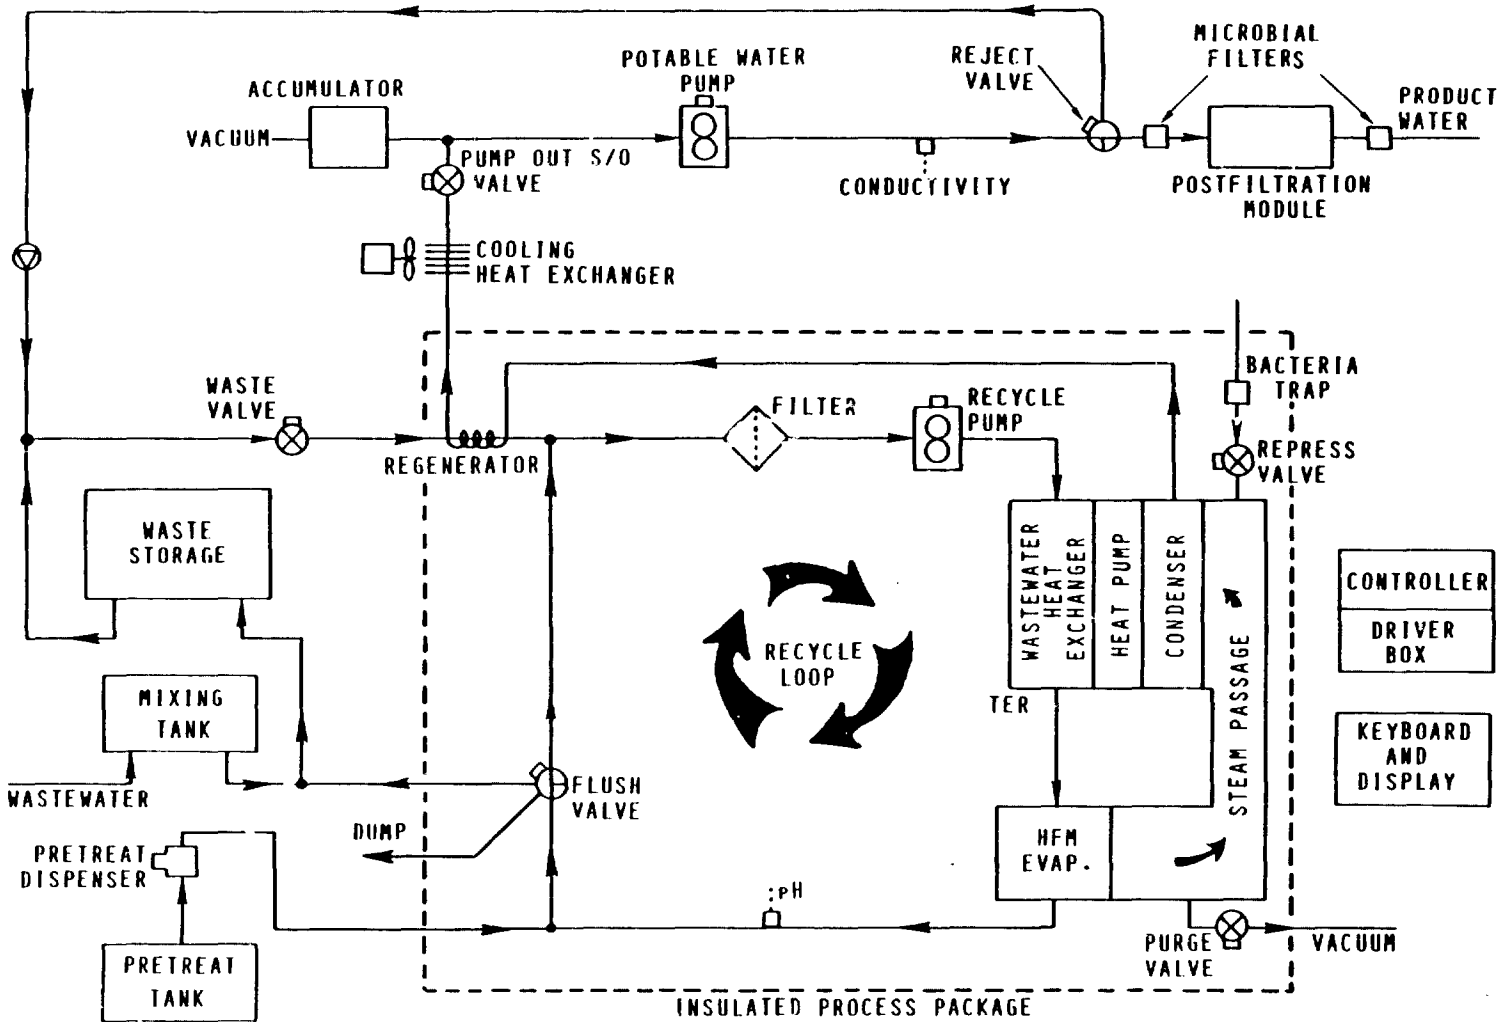 MICROBIAL
FILTERS
REJECT
VALVE
POTABLE WATER
PUMP
ACCUMULATOR
PRODUCT
WATER
VACUUM
PUMP OUT S/O
VALVE
CONDUCTIVITY
POSTFILTRATION
MODULE
COOLING
HEAT EXCHANGER
WASTE
VALVE
BACTERIA
TRAP
FILTER
RECYCLE
PUMP
REGENERATOR
REPRESS
VALVE
WASTE
STORAGE
WASTEWATER
HEAT
EXCHANGER
HEAT PUMP
CONDENSER
STEAM PASSAGE
CONTROLLER
DRIVER
BOX
RECYCLE
LOOP
TER
MIXING
TANK
KEYBOARD
AND
DISPLAY
WASTEWATER
FLUSH
VALVE
DUMP
PRETREAT
DISPENSER
HFM
EVAP.
:pH
PRETREAT
TANK
PURGE
VALVE
VACUUM
INSULATED PROCESS PACKAGE